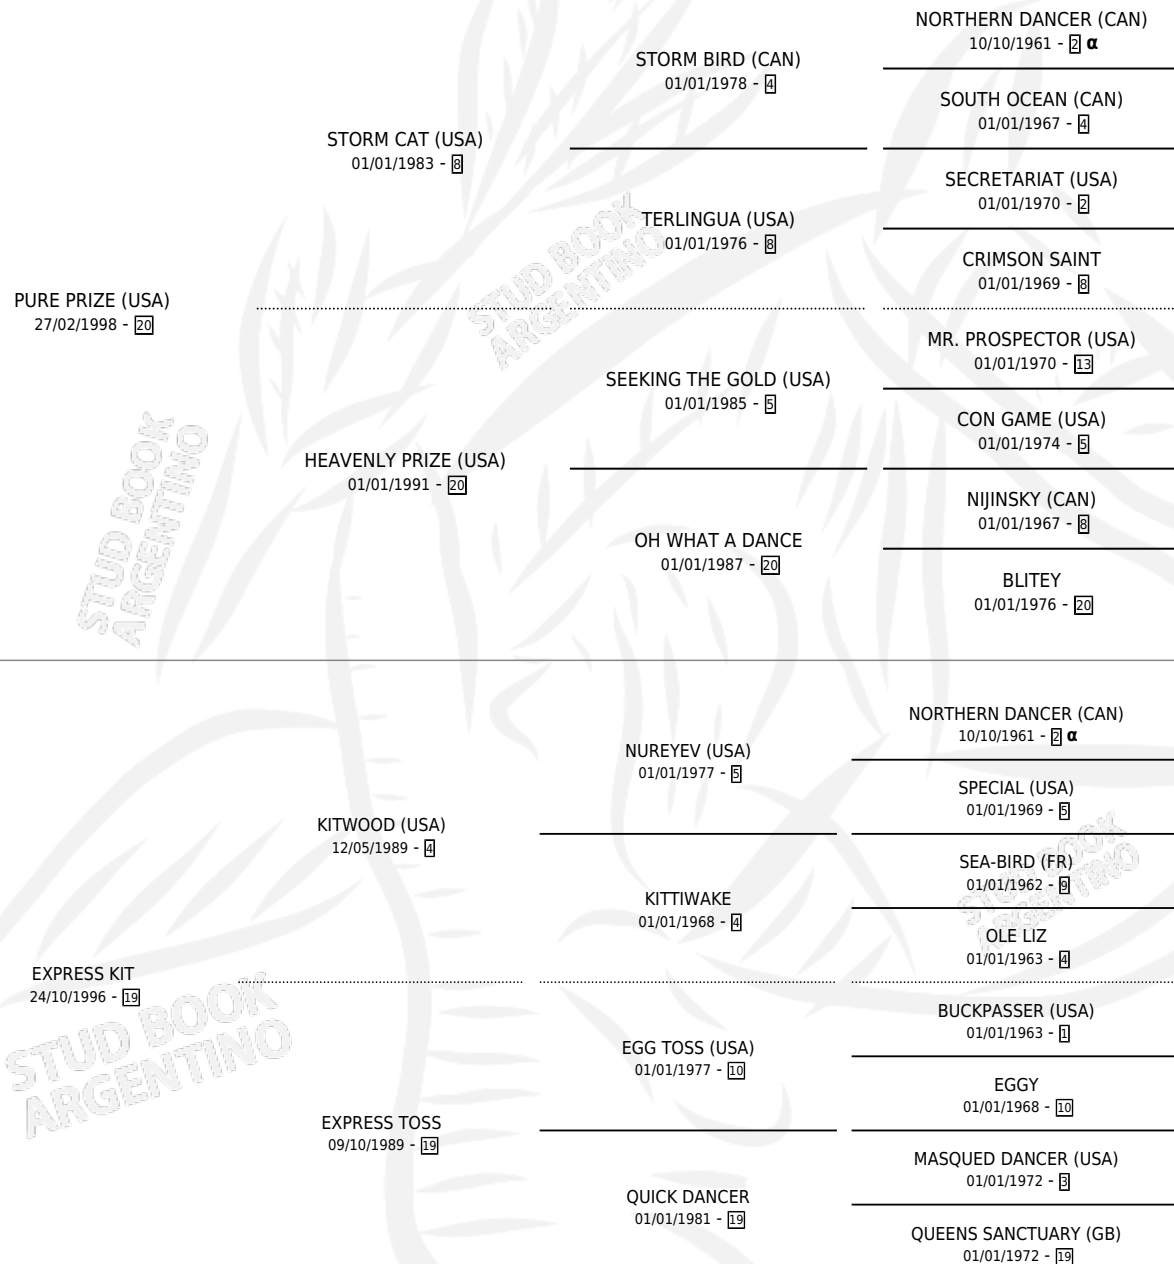 NORTHERN DANCER (CAN)
10/10/1961 - 2 α
STORM BIRD (CAN)
01/01/1978 - 4
SOUTH OCEAN (CAN)
01/01/1967 - 4
STORM CAT (USA)
01/01/1983 - 8
SECRETARIAT (USA)
01/01/1970 - 2
TERLINGUA (USA)
01/01/1976 - 8
CRIMSON SAINT
01/01/1969 - 8
PURE PRIZE (USA)
27/02/1998 - 20
MR. PROSPECTOR (USA)
01/01/1970 - 13
SEEKING THE GOLD (USA)
01/01/1985 - 5
CON GAME (USA)
01/01/1974 - 5
HEAVENLY PRIZE (USA)
01/01/1991 - 20
NIJINSKY (CAN)
01/01/1967 - 8
OH WHAT A DANCE
01/01/1987 - 20
BLITEY
01/01/1976 - 20
NORTHERN DANCER (CAN)
10/10/1961 - 2 α
NUREYEV (USA)
01/01/1977 - 5
SPECIAL (USA)
01/01/1969 - 5
KITWOOD (USA)
12/05/1989 - 4
SEA-BIRD (FR)
01/01/1962 - 9
KITTIWAKE
01/01/1968 - 4
OLE LIZ
01/01/1963 - 4
EXPRESS KIT
24/10/1996 - 19
BUCKPASSER (USA)
01/01/1963 - 1
EGG TOSS (USA)
01/01/1977 - 10
EGGY
01/01/1968 - 10
EXPRESS TOSS
09/10/1989 - 19
MASQUED DANCER (USA)
01/01/1972 - 3
QUICK DANCER
01/01/1981 - 19
QUEENS SANCTUARY (GB)
01/01/1972 - 19
STUD BOOK
ARGENTINO
STUD BOOK
ARGENTINO
STUD BOOK
ARGENTINO
STUD BOOK
ARGENTINO